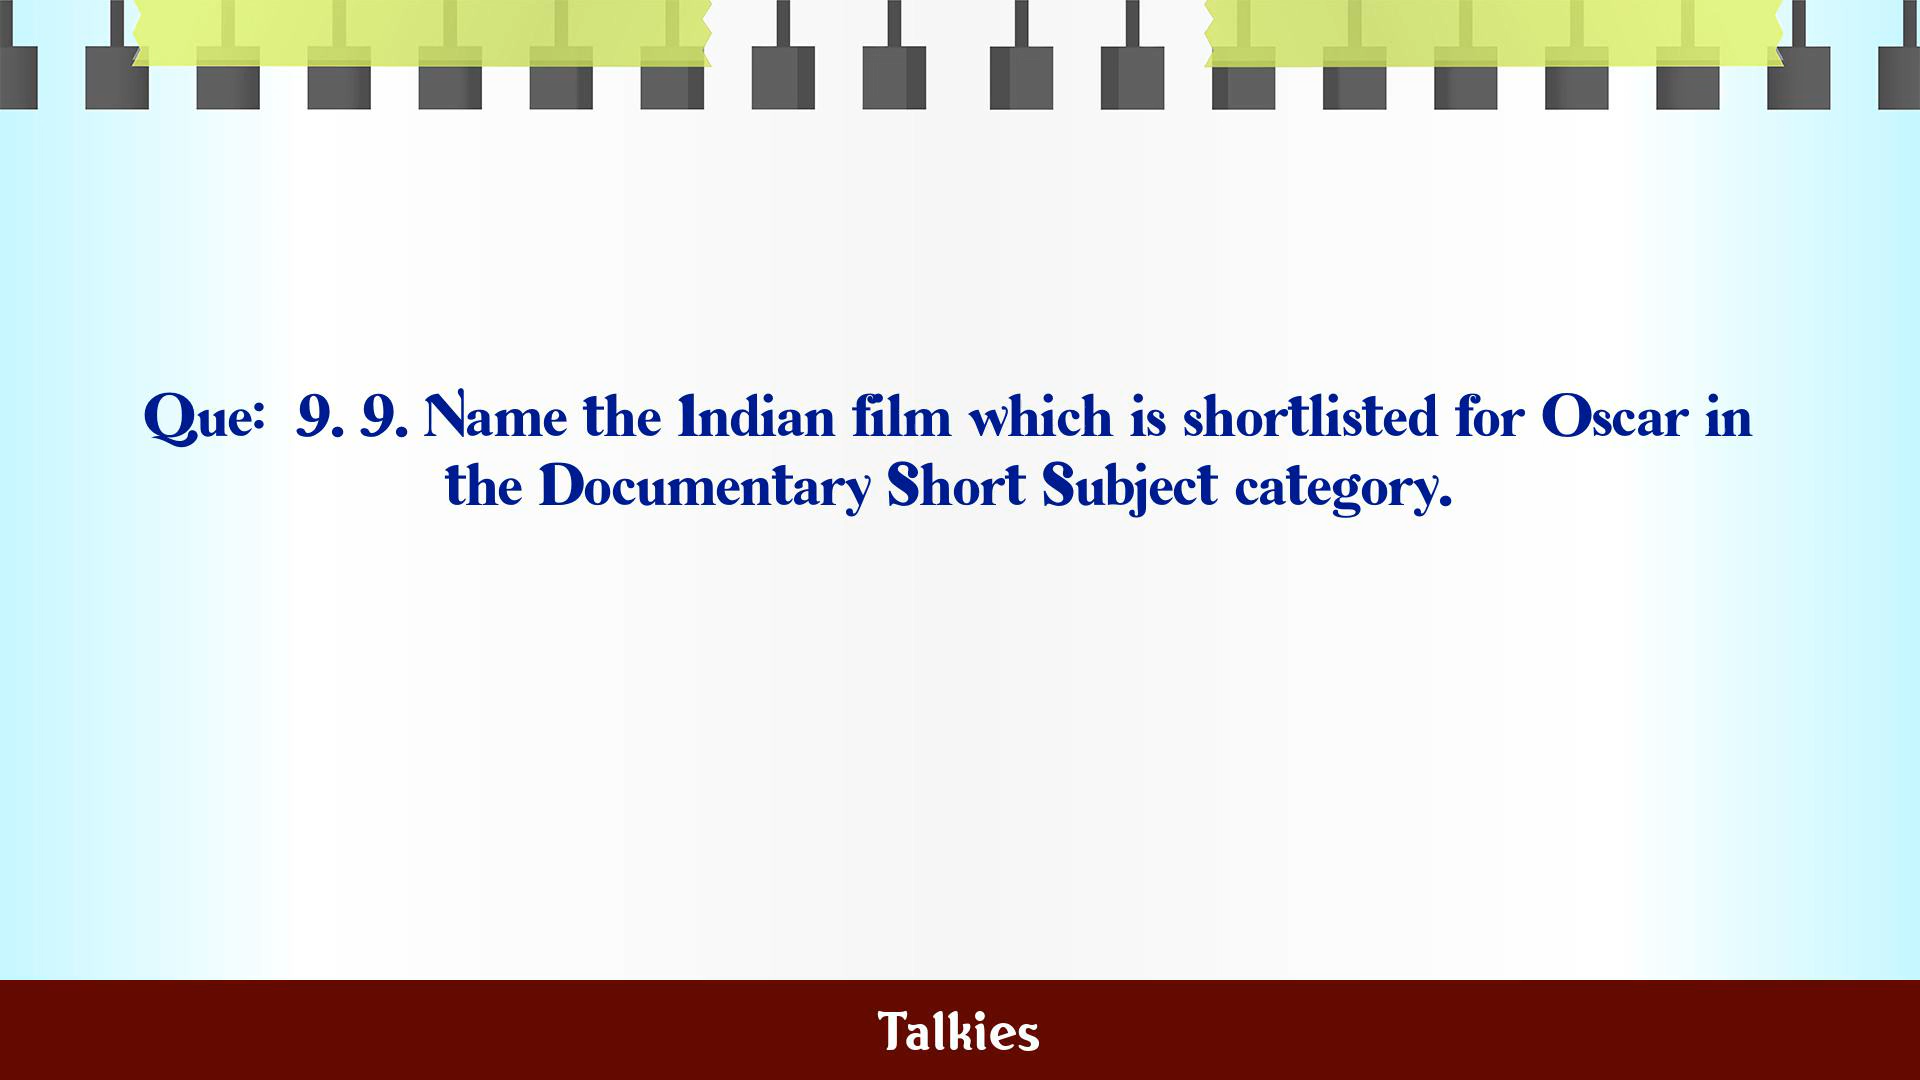 Que:  9. 9. Name the Indian film which is shortlisted for Oscar in
the Documentary Short Subject category.
Talkies